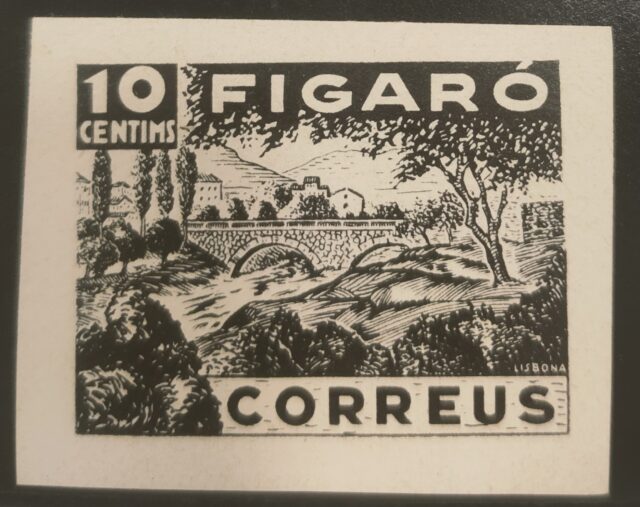 10 FIGARÓ
CENTIMS
LISBONA
CORREUS